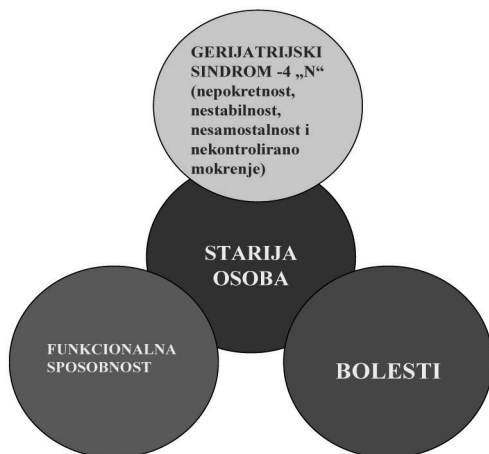 GERIJATRIJSKI
SINDROM -4 „N“
(nepokretnost,
nestabilnost,
nesamostalnost i
nekontrolirano
mokrenje)
STARIJA
OSOBA
FUNKCIONALNA
SPOSOBNOST
BOLESTI